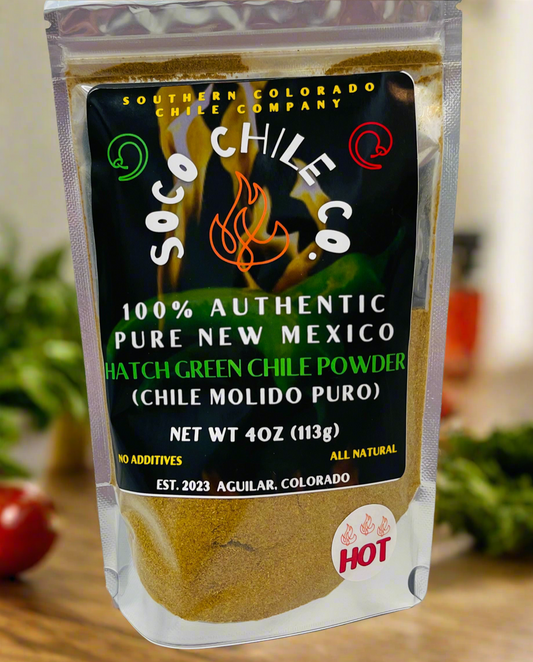 SOUTHERN COLORADO
CHILE COMPANY
SOCO CHILE CO.
100% AUTHENTIC
PURE NEW MEXICO
HATCH GREEN CHILE POWDER
(CHILE MOLIDO PURO)
NET WT 4OZ (113g)
NO ADDITIVES ALL NATURAL
EST. 2023 AGUILAR, COLORADO
HOT